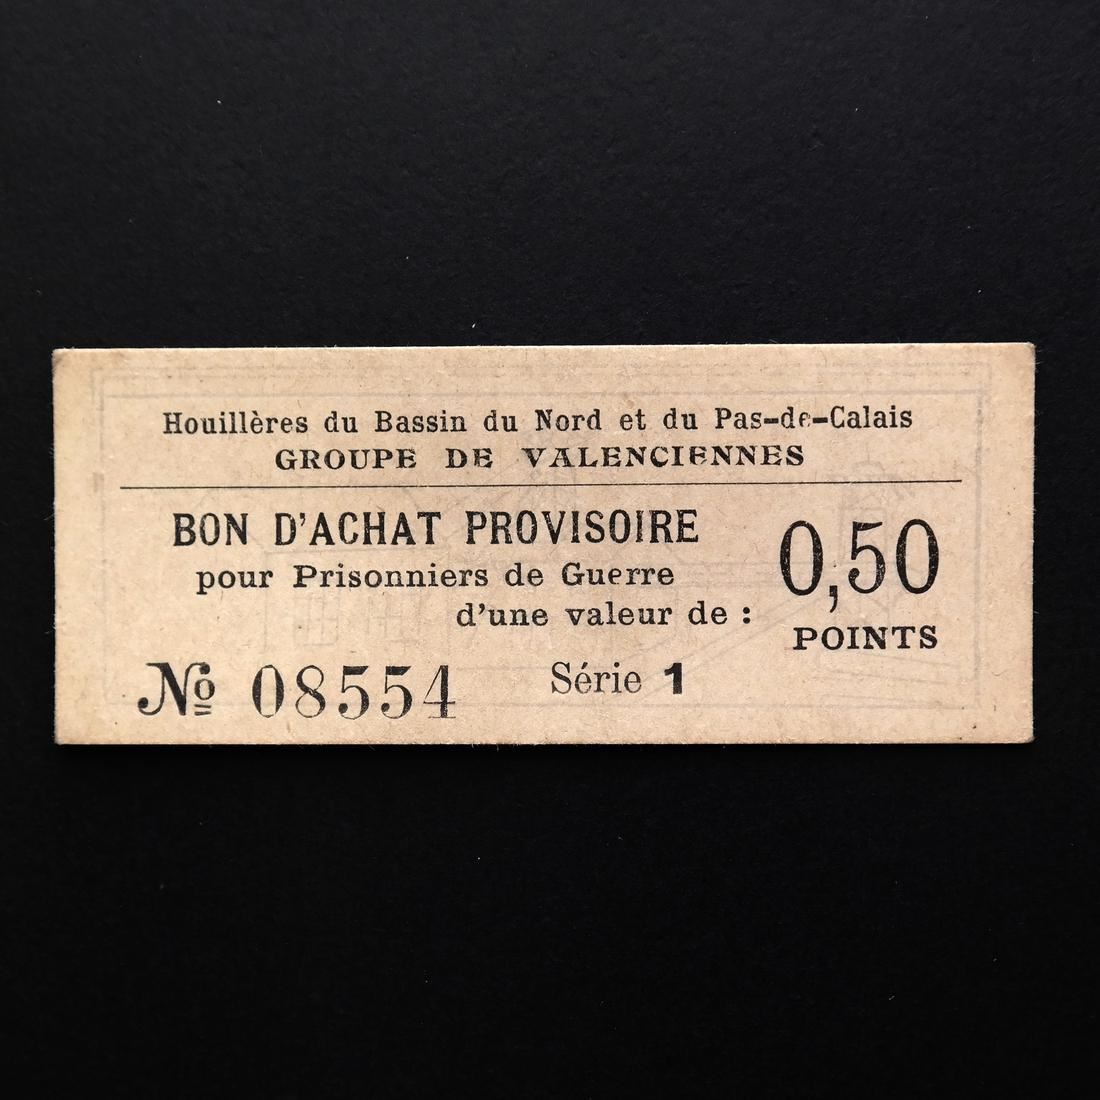 Houillères du Bassin du Nord et du Pas-de-Calais
GROUPE DE VALENCIENNES
BON D'ACHAT PROVISOIRE
pour Prisonniers de Guerre
d'une valeur de :
0,50
POINTS
Nº 08554
Série 1